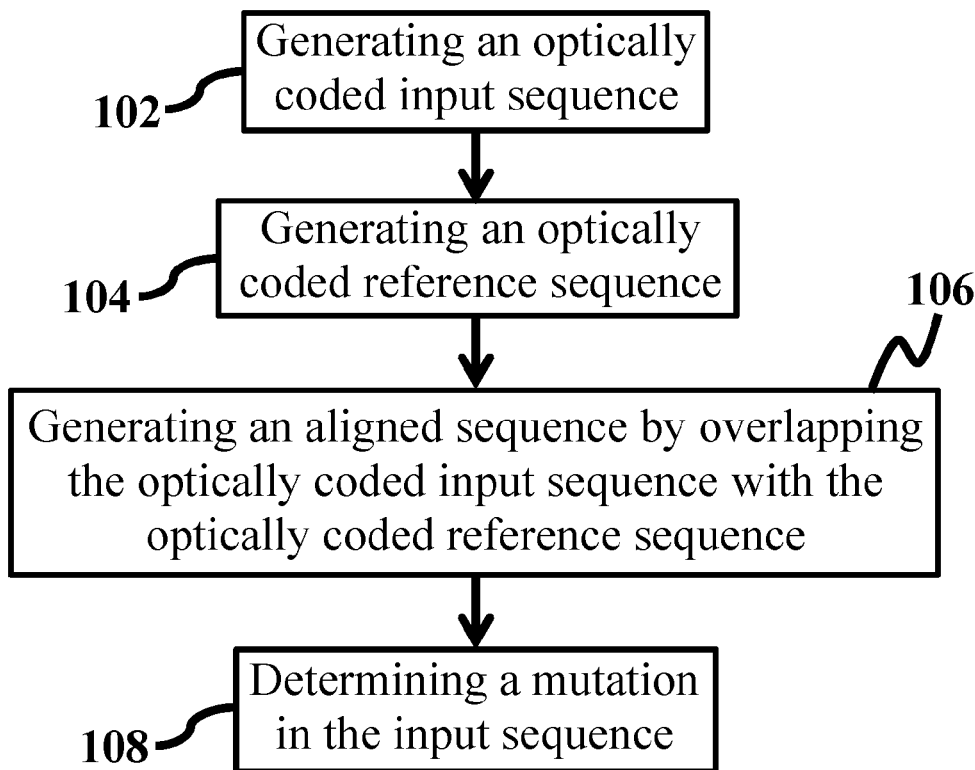 Generating an optically
coded input sequence
102
Generating an optically
coded reference sequence
104
106
Generating an aligned sequence by overlapping
the optically coded input sequence with the
optically coded reference sequence
Determining a mutation
in the input sequence
108